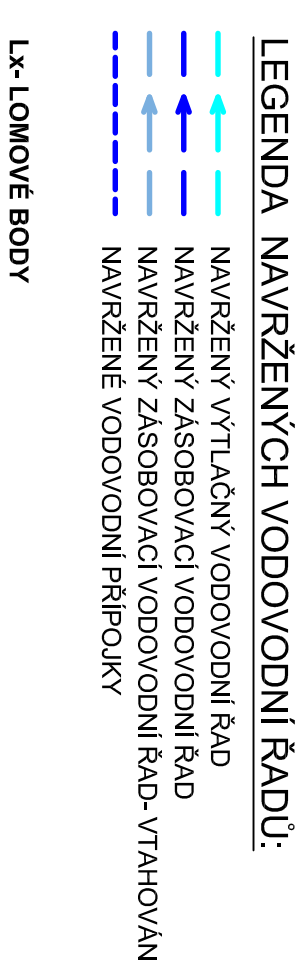 LEGENDA NAVRŽENÝCH VODOVODNÍ ŘADŮ:
NAVRŽENÝ VÝTLAČNÝ VODOVODNÍ ŘAD
NAVRŽENÝ ZÁSOBOVACÍ VODOVODNÍ ŘAD
NAVRŽENÝ ZÁSOBOVACÍ VODOVODNÍ ŘAD- VTAHOVÁN
NAVRŽENÉ VODOVODNÍ PŘÍPOJKY
Lx- LOMOVÉ BODY